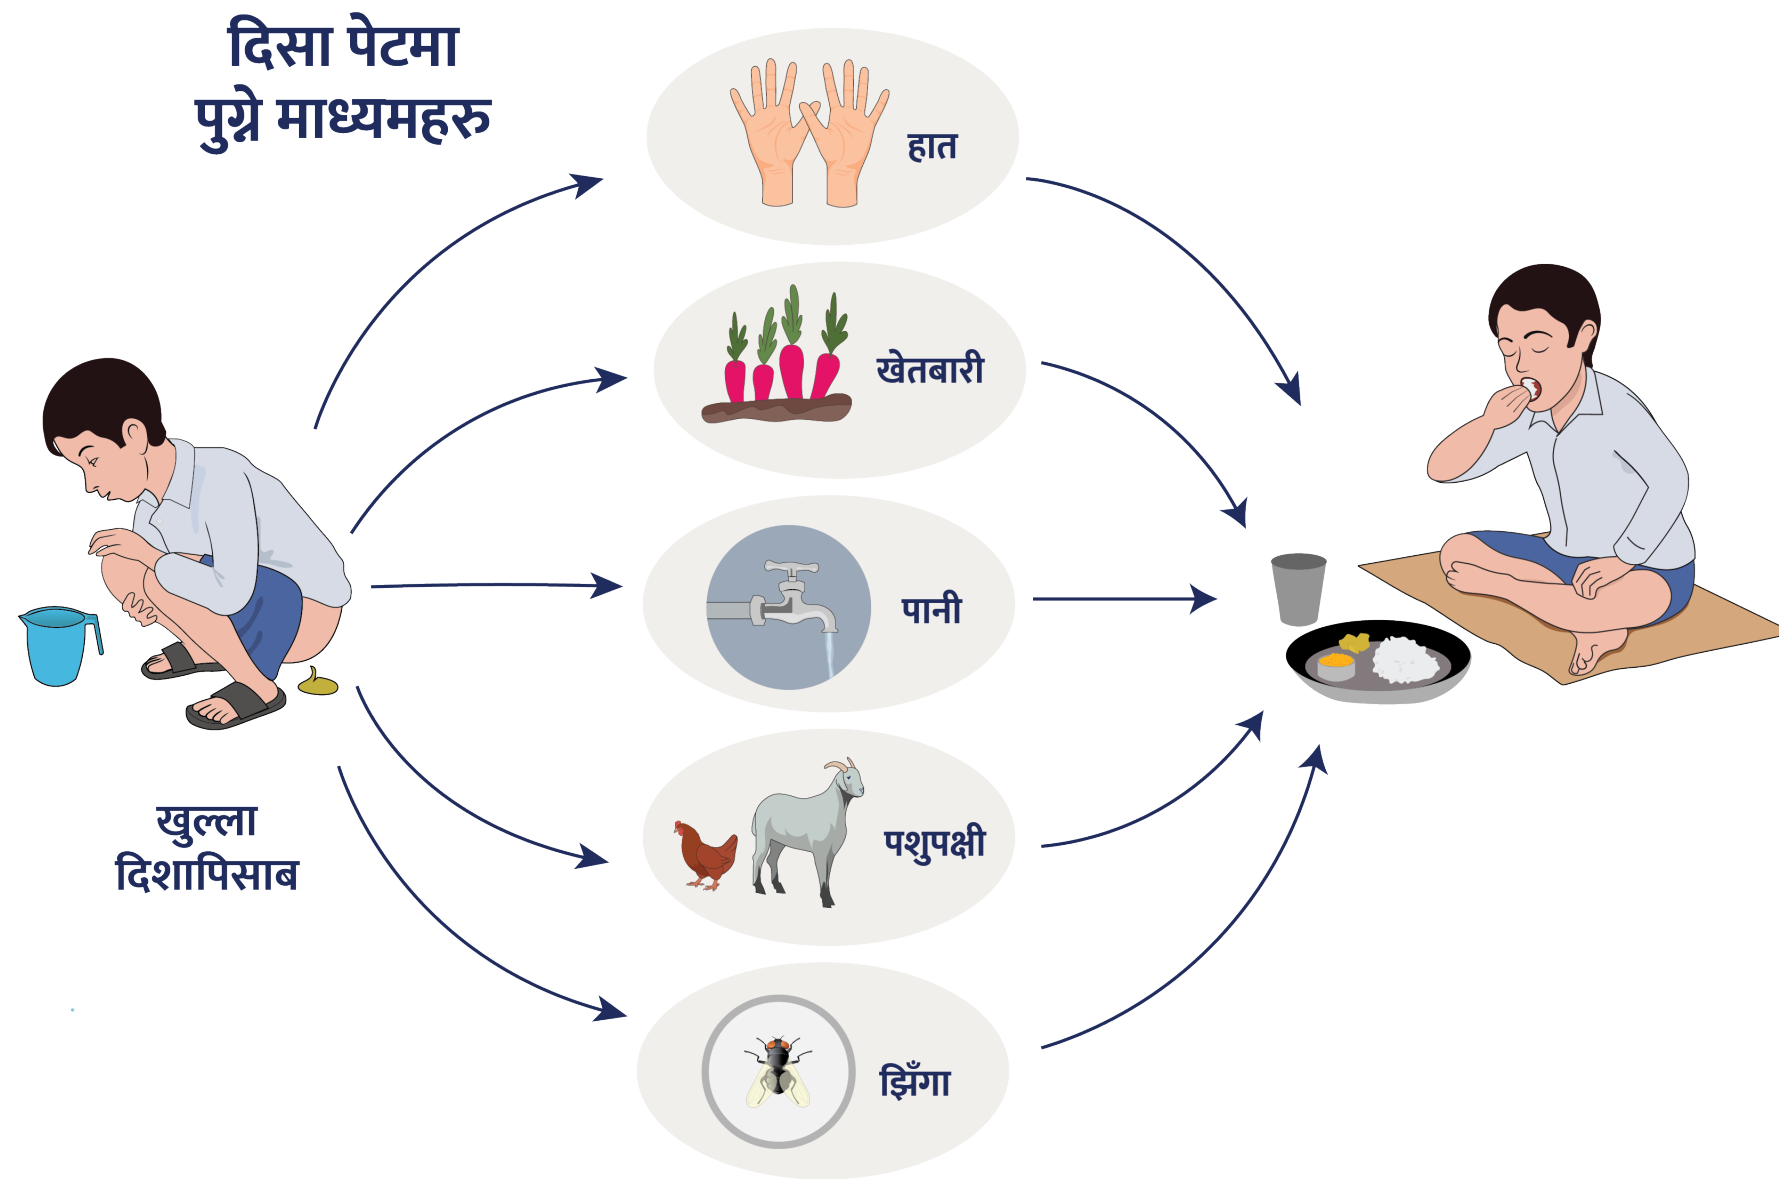 दिसा पेटमा
पुग्ने माध्यमहरु
हात
खेतबारी
पानी
पशुपक्षी
झिँगा
खुल्ला
दिशापिसाब